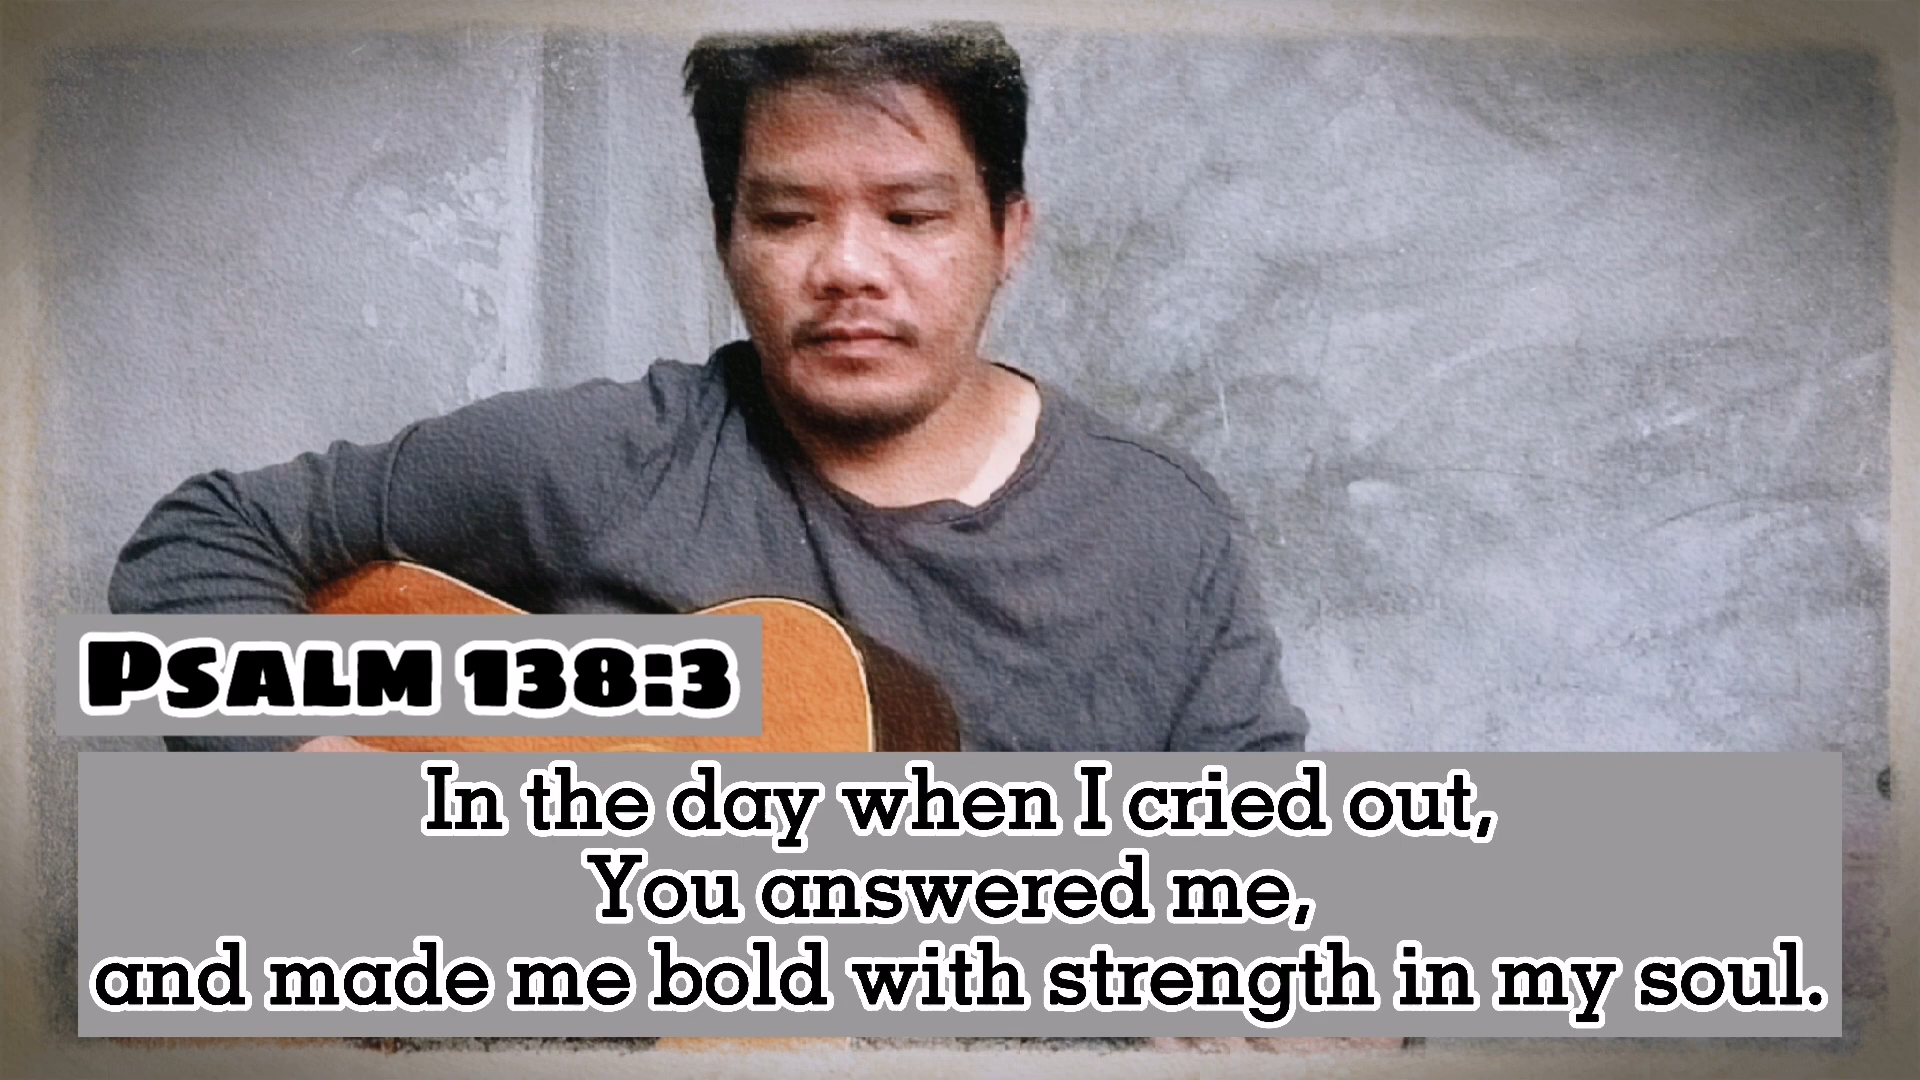 Psalm 138:3
In the day when I cried out,
You answered me,
and made me bold with strength in my soul.